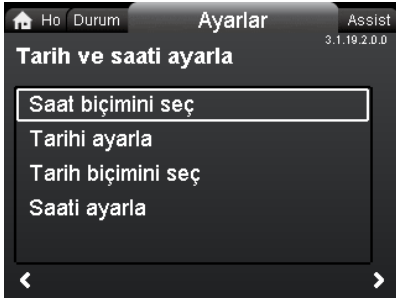 Ho Durum Ayarlar Assist
3.1.19.2.0.0
Tarih ve saati ayarla
Saat biçimini seç
Tarihi ayarla
Tarih biçimini seç
Saati ayarla